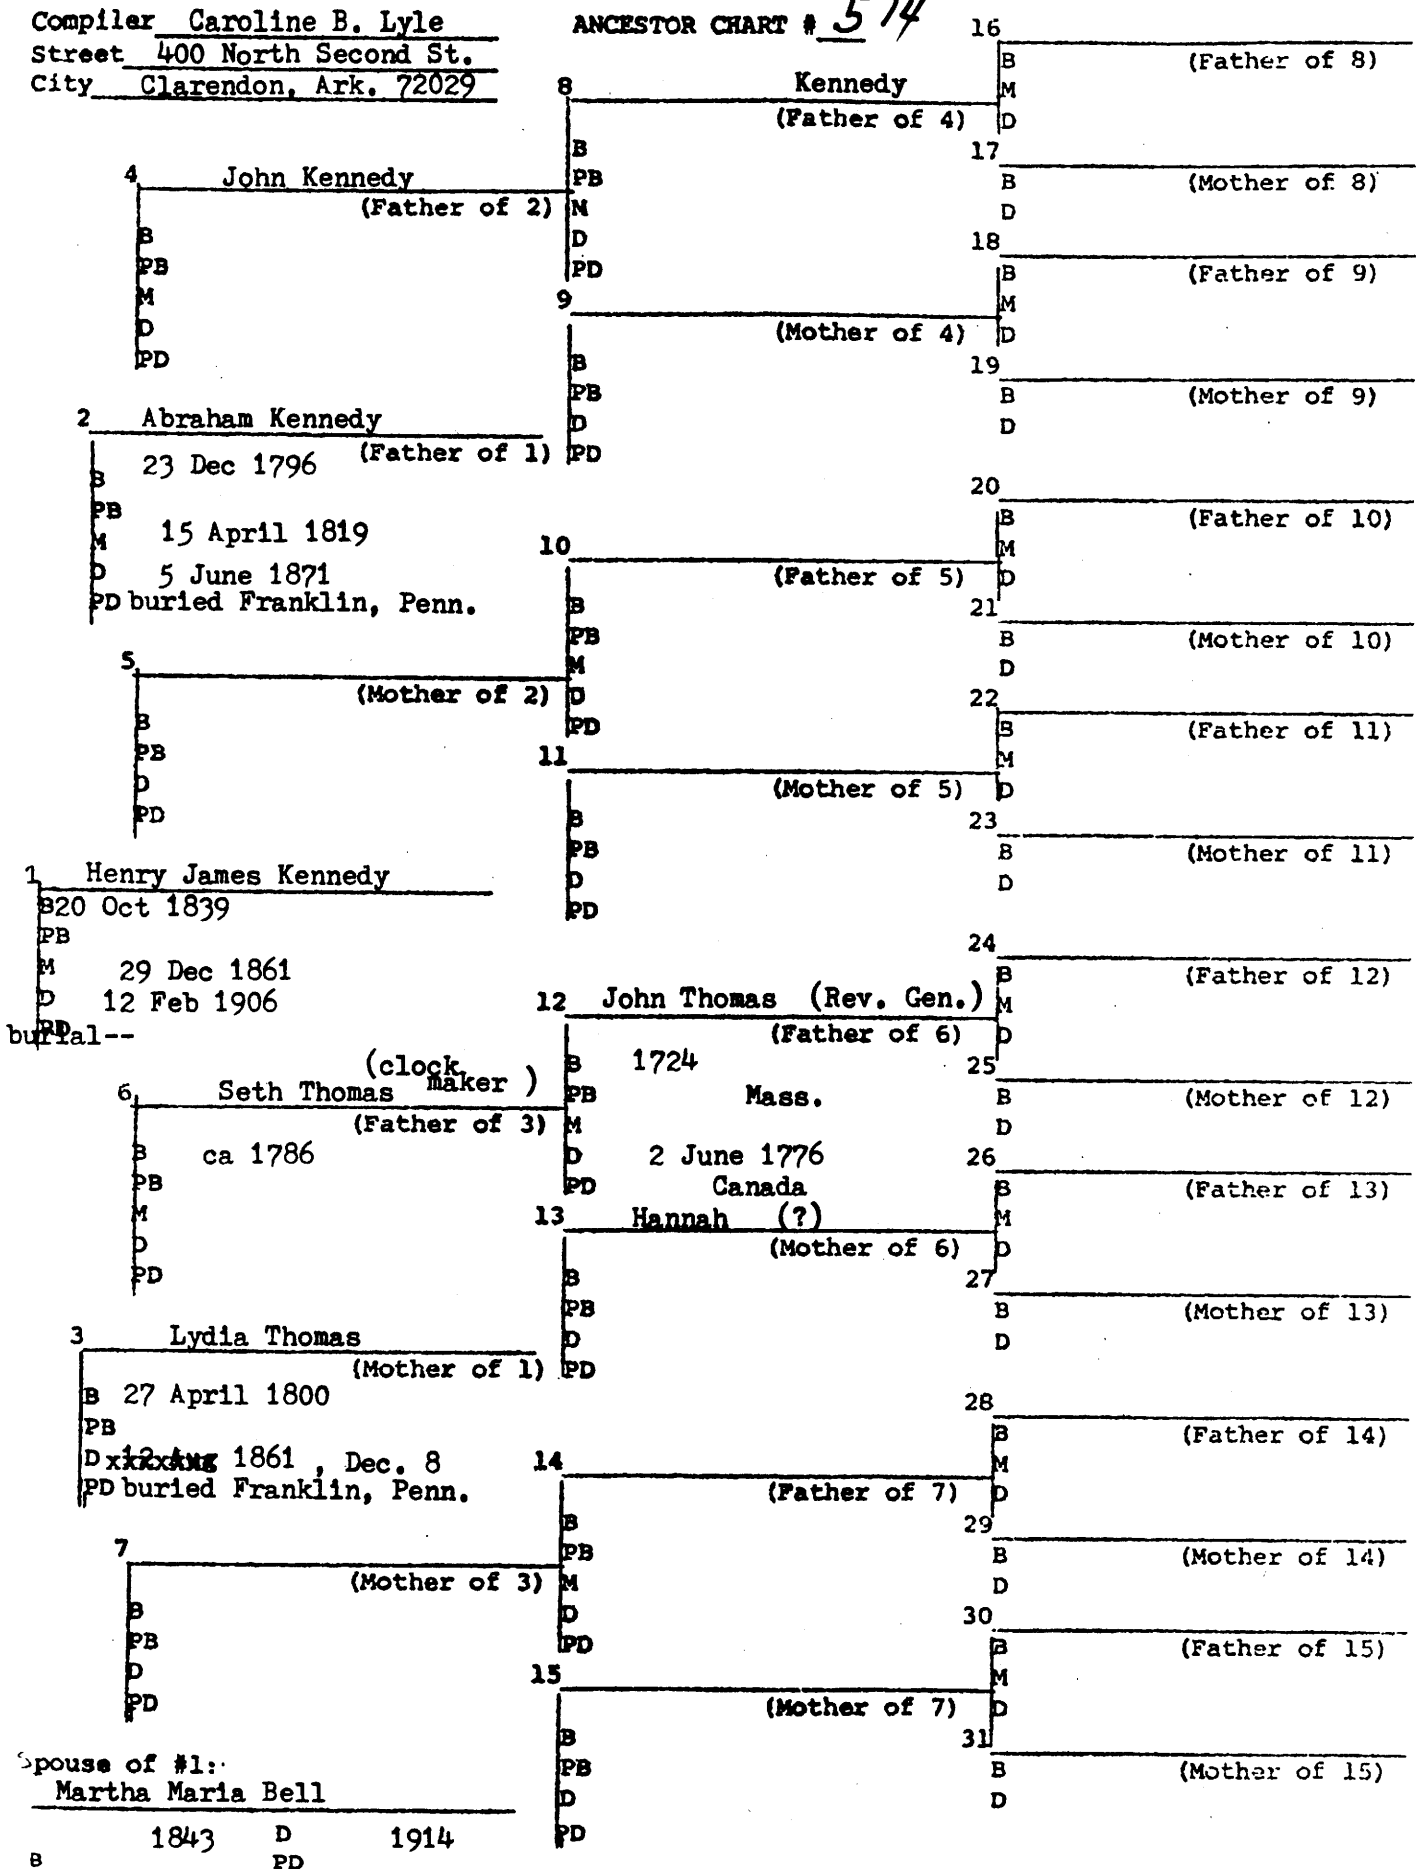 Compiler Caroline B. Lyle
Street 400 North Second St.
City Clarendon, Ark. 72029
ANCESTOR CHART # 514
16
(Father of 8)
B
M
D
8 Kennedy
(Father of 4)
B
PB
M
D
PD
17
(Mother of 8)
B
D
4 John Kennedy
(Father of 2)
B
PB
M
D
PD
18
(Father of 9)
B
M
D
9
(Mother of 4)
B
PB
D
PD
19
(Mother of 9)
B
D
2 Abraham Kennedy
(Father of 1)
B 23 Dec 1796
PB
M 15 April 1819
D 5 June 1871
PD buried Franklin, Penn.
20
(Father of 10)
B
M
D
10
(Father of 5)
B
PB
M
D
PD
21
(Mother of 10)
B
D
5
(Mother of 2)
B
PB
D
PD
22
(Father of 11)
B
M
D
11
(Mother of 5)
B
PB
D
PD
23
(Mother of 11)
B
D
1 Henry James Kennedy
B 20 Oct 1839
PB
M 29 Dec 1861
D 12 Feb 1906
PD
burial--
24
(Father of 12)
B
M
D
12 John Thomas (Rev. Gen.)
(Father of 6)
B 1724
PB Mass.
M
D 2 June 1776
PD Canada
25
(Mother of 12)
B
D
6 Seth Thomas (clock maker )
(Father of 3)
B ca 1786
PB
M
D
PD
26
(Father of 13)
B
M
D
13 Hannah (?)
(Mother of 6)
B
PB
D
PD
27
(Mother of 13)
B
D
3 Lydia Thomas
(Mother of 1)
B 27 April 1800
PB
D 12 Aug 1861 , Dec. 8
PD buried Franklin, Penn.
28
(Father of 14)
B
M
D
14
(Father of 7)
B
PB
M
D
PD
29
(Mother of 14)
B
D
7
(Mother of 3)
B
PB
D
PD
30
(Father of 15)
B
M
D
15
(Mother of 7)
B
PB
D
PD
31
(Mother of 15)
B
D
Spouse of #1:
Martha Maria Bell
B 1843 D 1914
PD